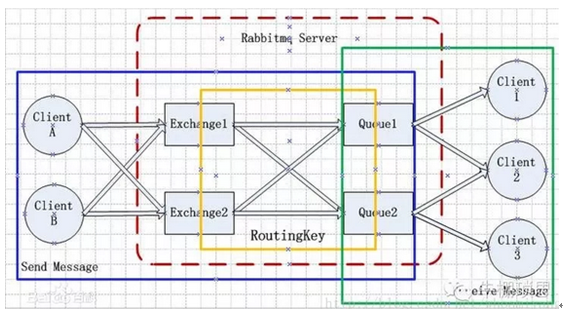 Rabbitmq Server
Client
A
Client
B
Exchange1
Exchange2
Queue1
Queue2
RoutingKey
Client
1
Client
2
Client
3
Send Message
eive Message